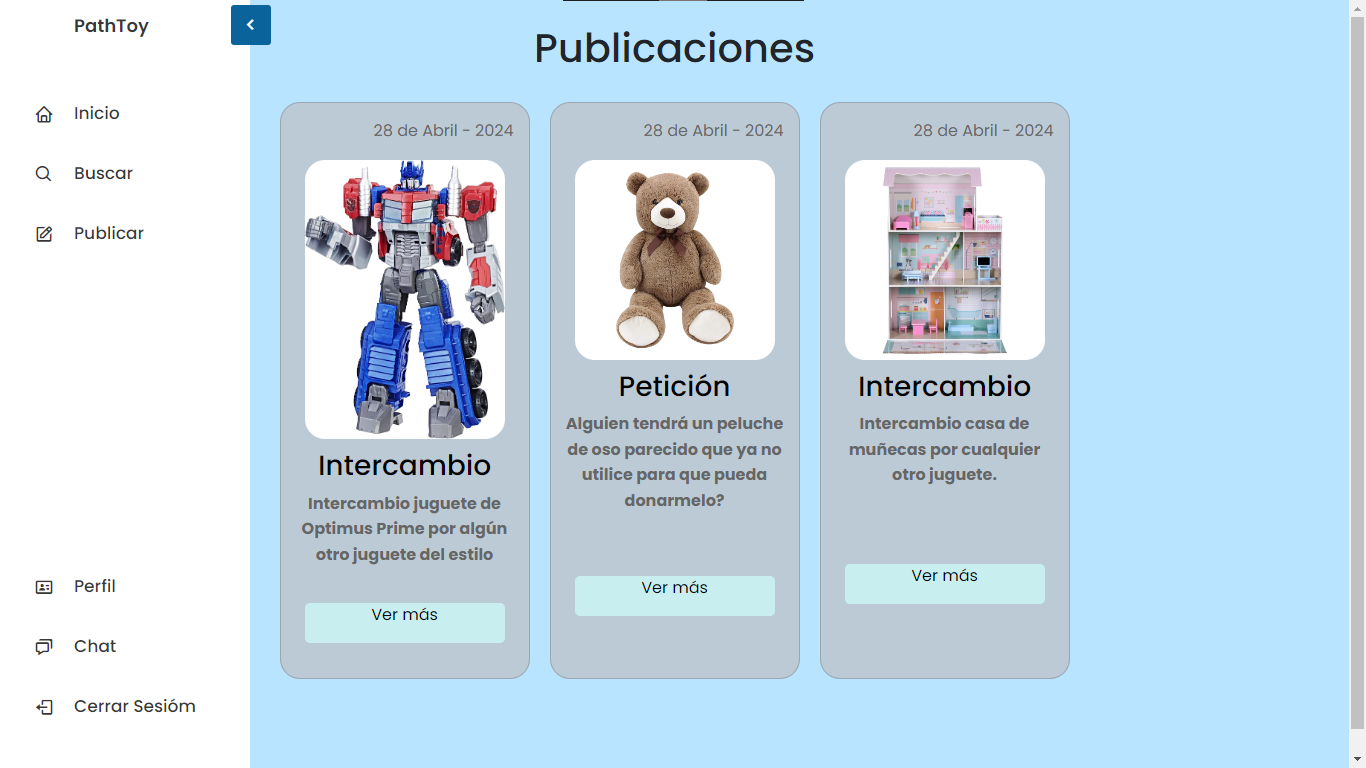 PathToy
Inicio
Buscar
Publicar
Perfil
Chat
Cerrar Sesióm
Publicaciones
28 de Abril - 2024
Intercambio
Intercambio juguete de
Optimus Prime por algún
otro juguete del estilo
Ver más
28 de Abril - 2024
Petición
Alguien tendrá un peluche
de oso parecido que ya no
utilice para que pueda
donarmelo?
Ver más
28 de Abril - 2024
Intercambio
Intercambio casa de
muñecas por cualquier
otro juguete.
Ver más